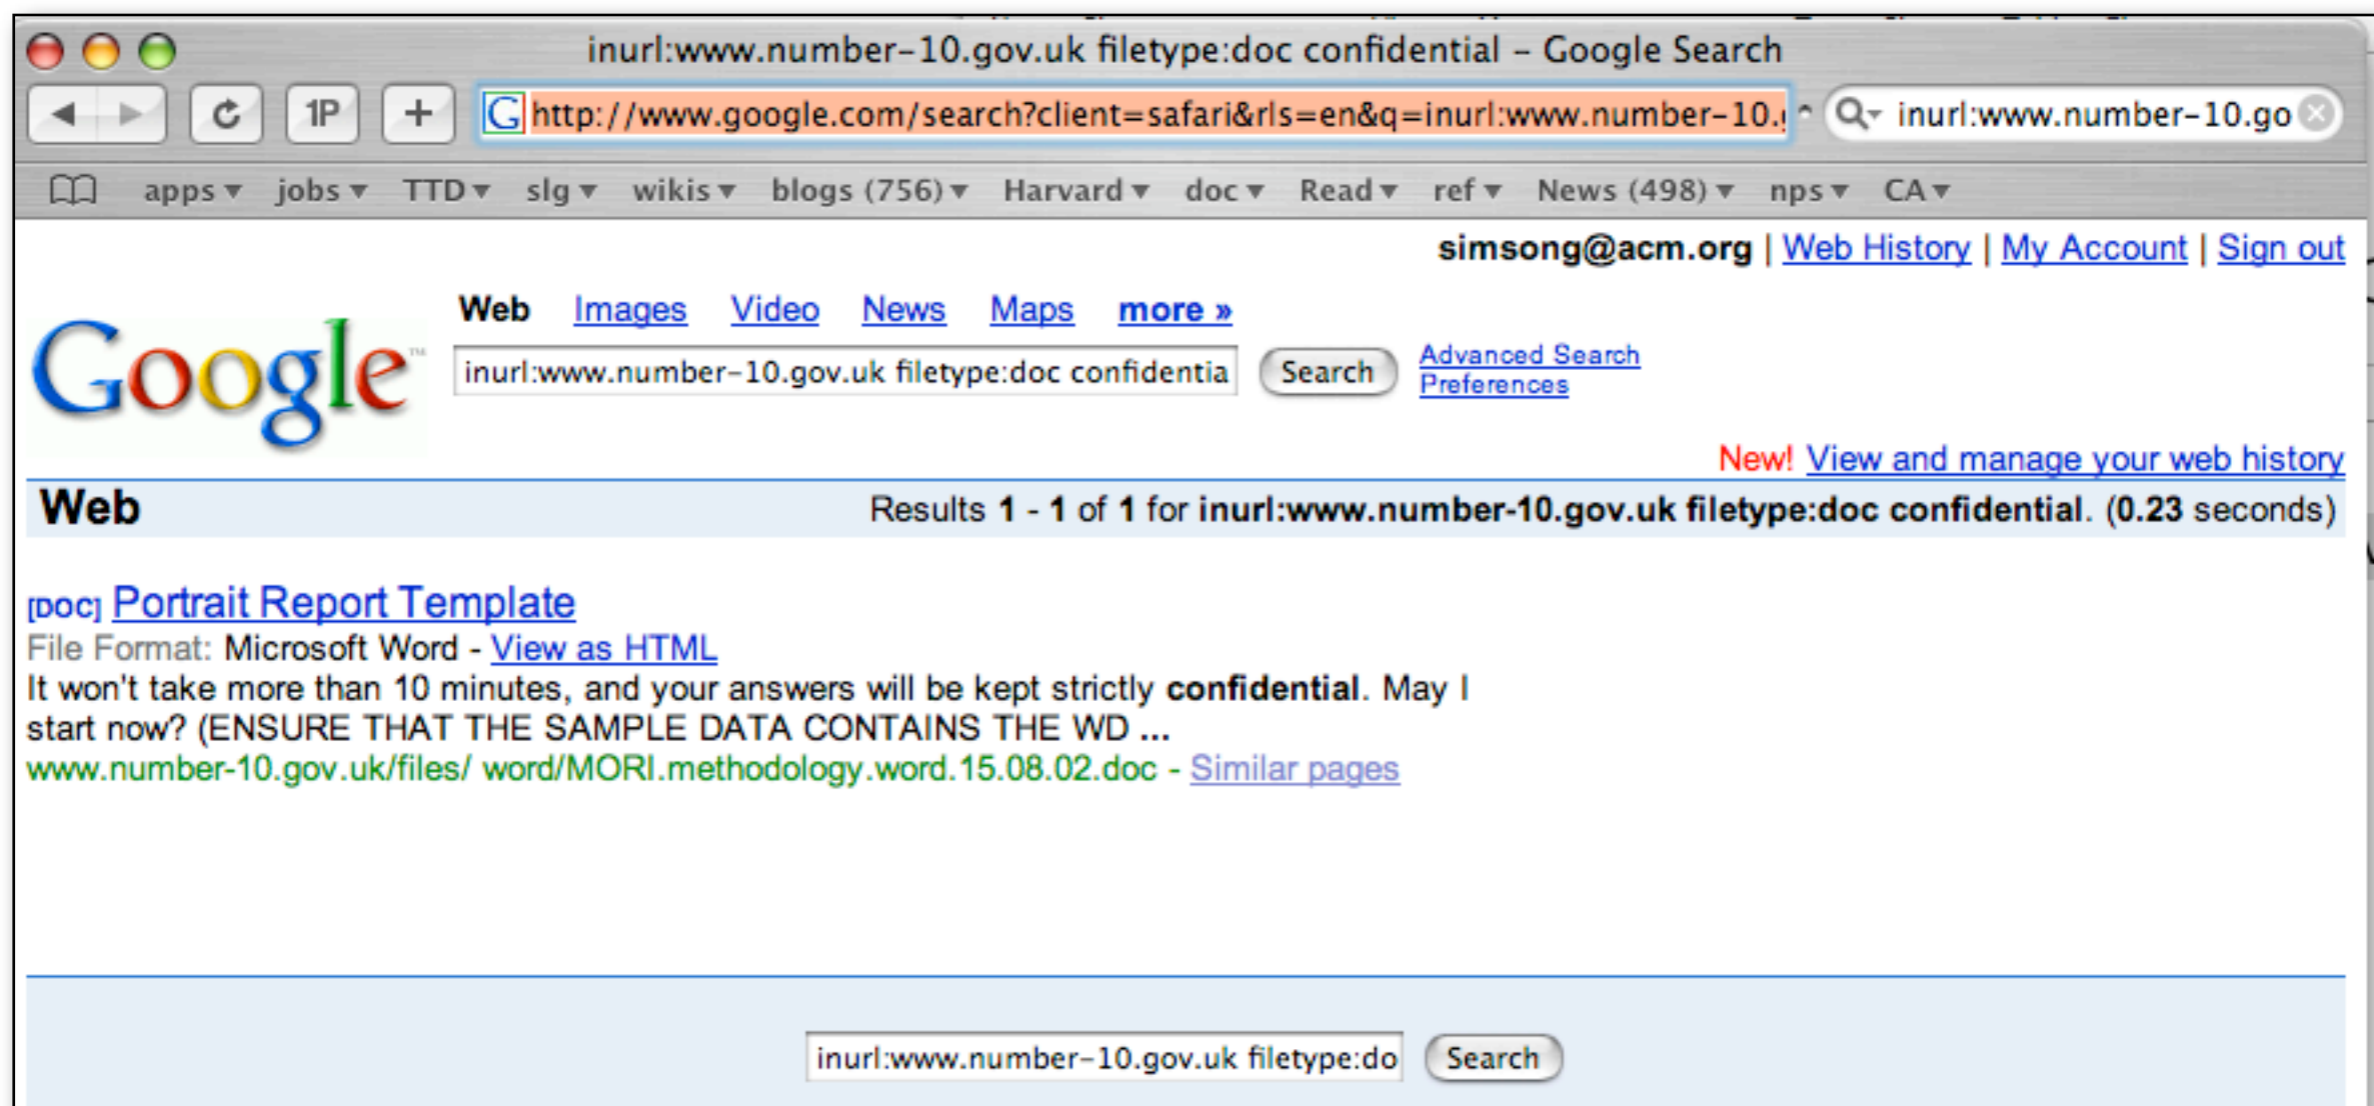 inurl:www.number-10.gov.uk filetype:doc confidential – Google Search
1P + G http://www.google.com/search?client=safari&rls=en&q=inurl:www.number-10. inurl:www.number-10.go
apps jobs TTD slg wikis blogs (756) Harvard doc Read ref News (498) nps CA
simsong@acm.org | Web History | My Account | Sign out
Web Images Video News Maps more »
Google™
inurl:www.number-10.gov.uk filetype:doc confidentia Search Advanced Search
Preferences
New! View and manage your web history
Web Results 1 - 1 of 1 for inurl:www.number-10.gov.uk filetype:doc confidential. (0.23 seconds)
[DOC] Portrait Report Template
File Format: Microsoft Word - View as HTML
It won't take more than 10 minutes, and your answers will be kept strictly confidential. May I
start now? (ENSURE THAT THE SAMPLE DATA CONTAINS THE WD ...
www.number-10.gov.uk/files/ word/MORI.methodology.word.15.08.02.doc - Similar pages
inurl:www.number-10.gov.uk filetype:do Search